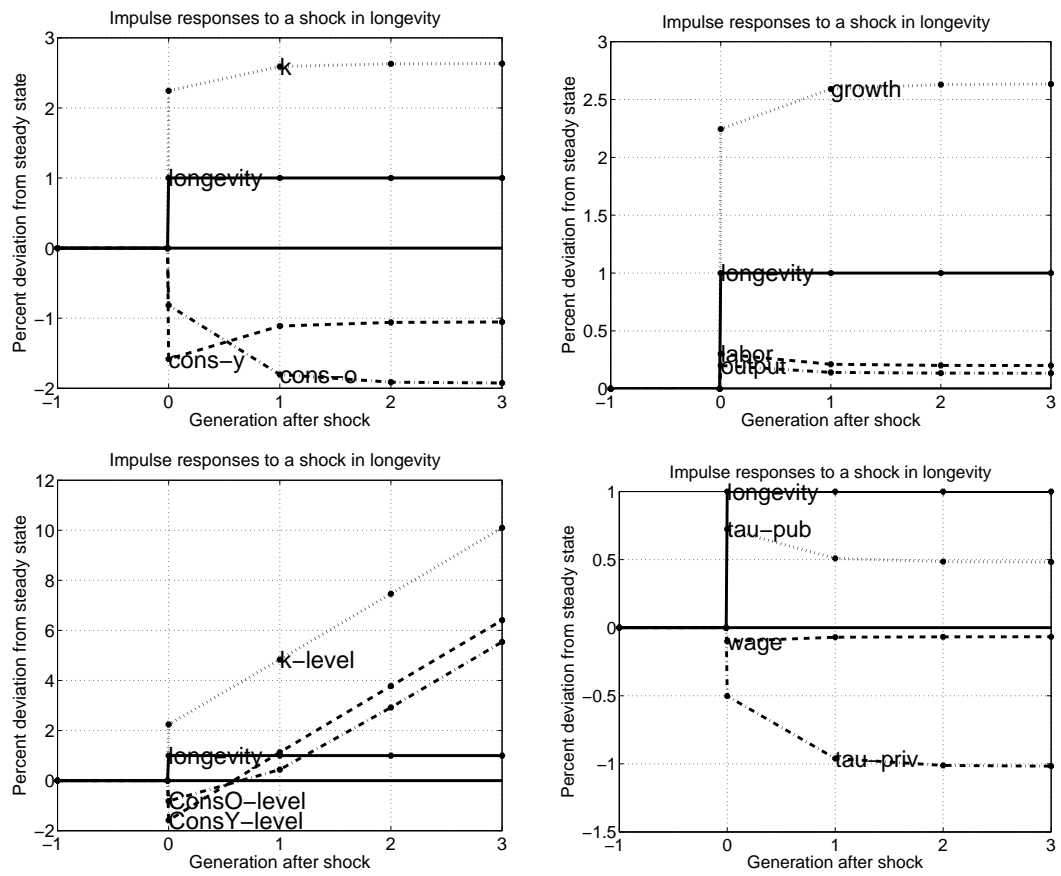 Impulse responses to a shock in longevity
3
2
1
0
−1
−2
Percent deviation from steady state
k
longevity
cons−y
cons−o
−1 0 1 2 3
Generation after shock
Impulse responses to a shock in longevity
3
2.5
2
1.5
1
0.5
0
Percent deviation from steady state
growth
longevity
labor
output
−1 0 1 2 3
Generation after shock
Impulse responses to a shock in longevity
12
10
8
6
4
2
0
−2
Percent deviation from steady state
k−level
longevity
ConsO−level
ConsY−level
−1 0 1 2 3
Generation after shock
Impulse responses to a shock in longevity
1
0.5
0
−0.5
−1
−1.5
Percent deviation from steady state
longevity
tau−pub
wage
tau−priv
−1 0 1 2 3
Generation after shock